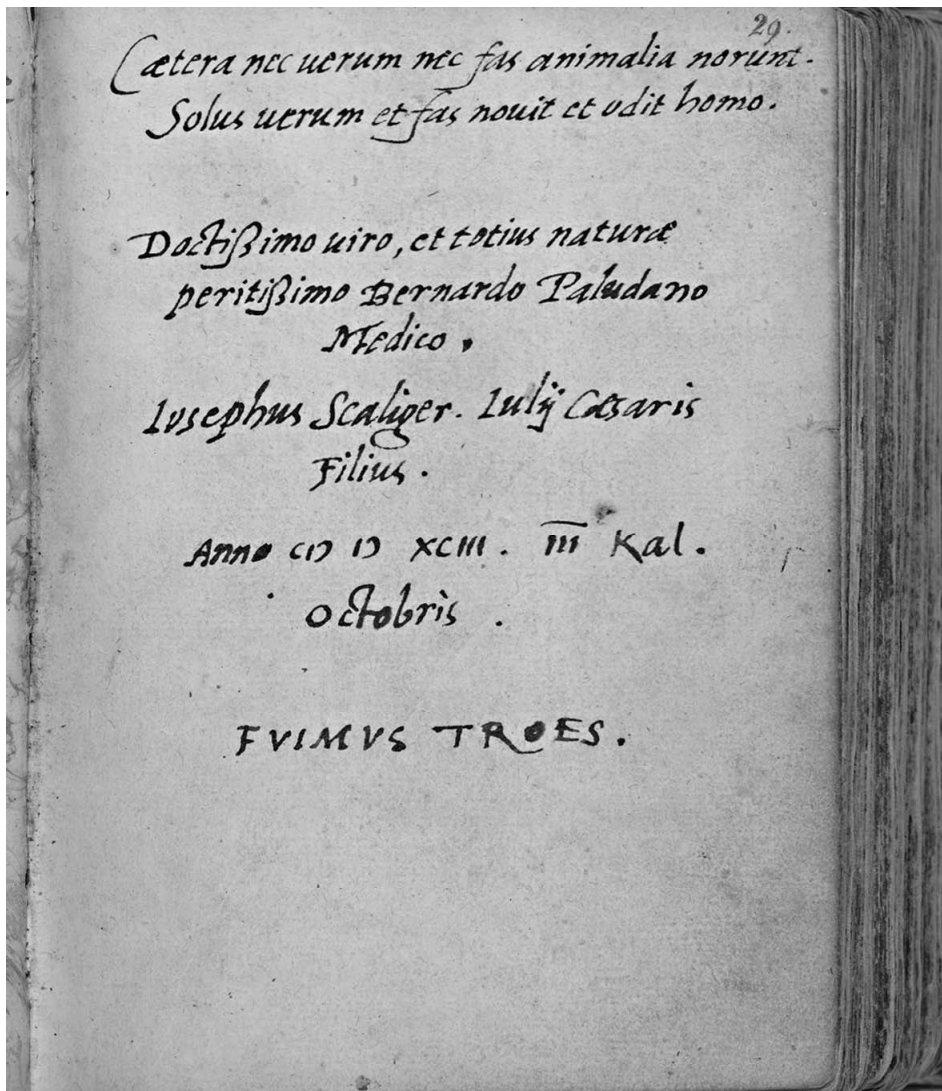 29.
Cætera nec uerum nec fas animalia norunt.
Solus uerum et fas nouit et odit homo.
Doctißimo uiro, et totius naturæ
peritißimo Bernardo Paludano
Medico.
Iosephus Scaliger. Iulij Cæsaris
Filius.
Anno CIↃ IↃ XCIII. III Kal.
Octobris.
FVIMVS TROES.